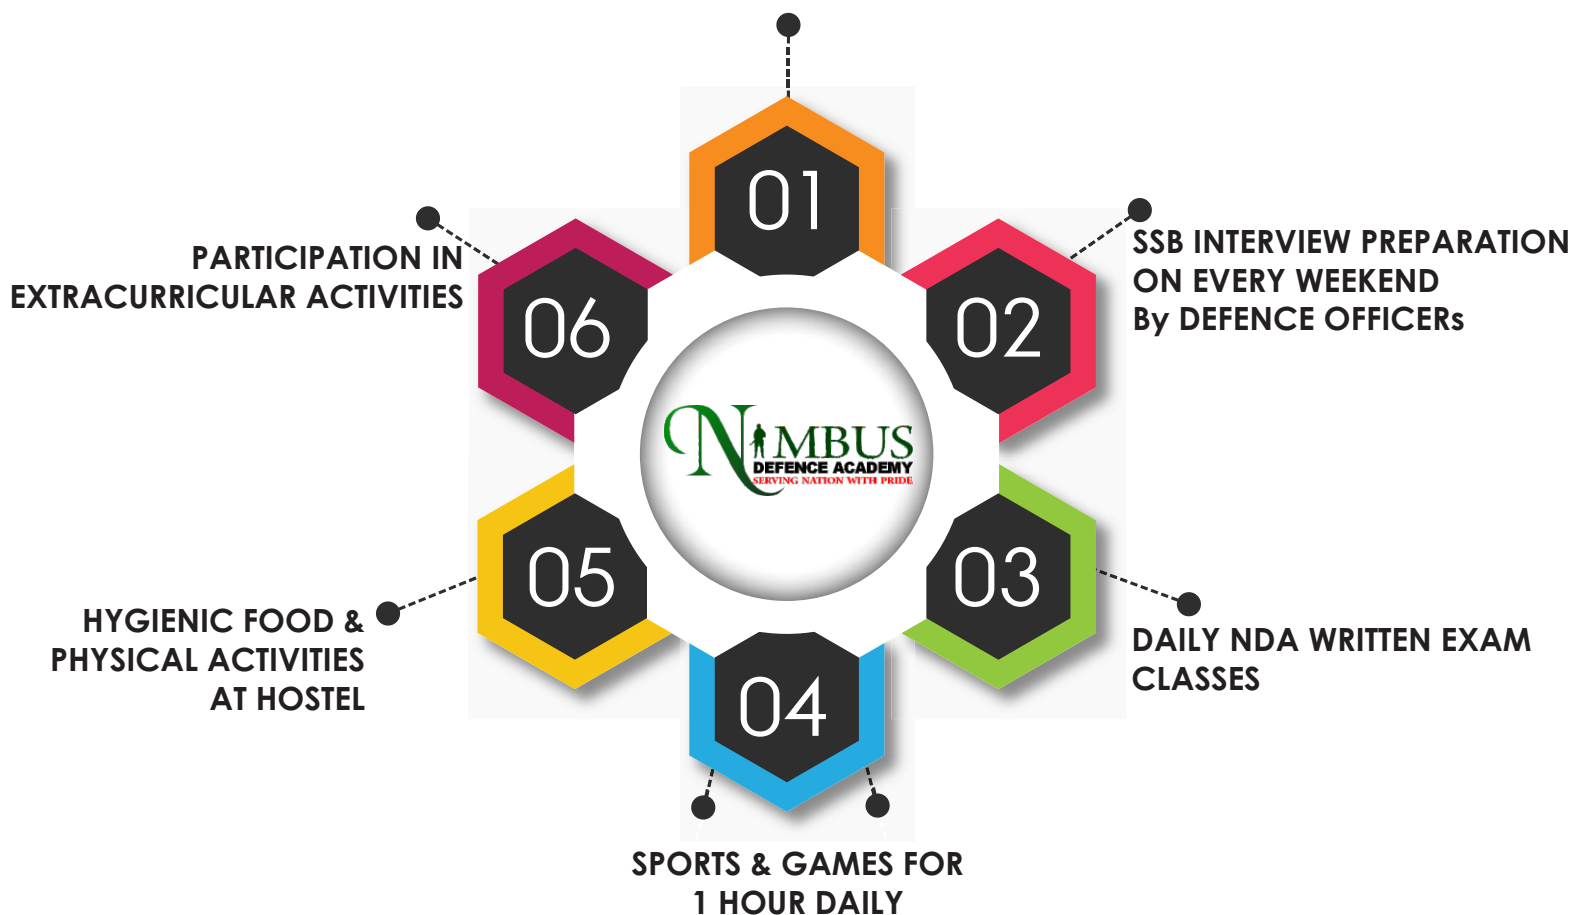 01
02
SSB INTERVIEW PREPARATION
ON EVERY WEEKEND
By DEFENCE OFFICERs
03
DAILY NDA WRITTEN EXAM
CLASSES
04
SPORTS & GAMES FOR
1 HOUR DAILY
05
HYGIENIC FOOD &
PHYSICAL ACTIVITIES
AT HOSTEL
06
PARTICIPATION IN
EXTRACURRICULAR ACTIVITIES
NIMBUS
DEFENCE ACADEMY
SERVING NATION WITH PRIDE